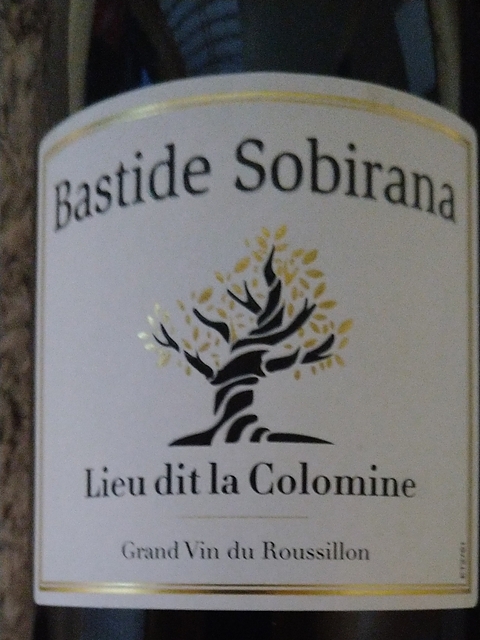 Bastide Sobirana
Lieu dit la Colomine
Grand Vin du Roussillon